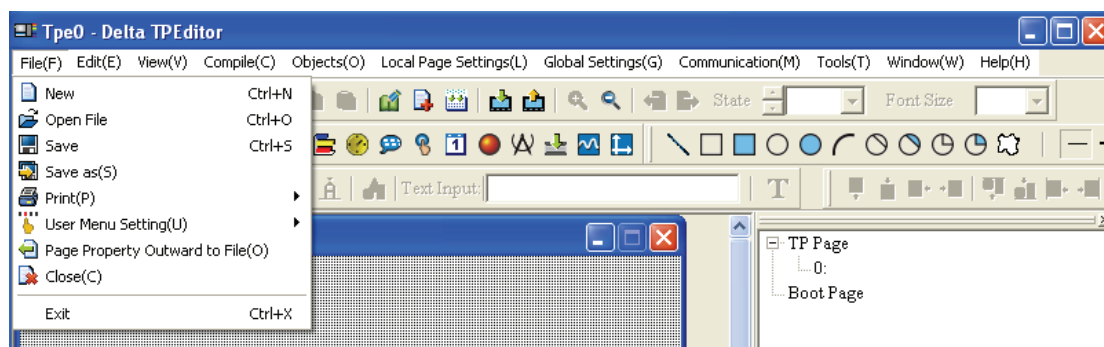 Tpe0 - Delta TPEditor
File(F) Edit(E) View(V) Compile(C) Objects(O) Local Page Settings(L) Global Settings(G) Communication(M) Tools(T) Window(W) Help(H)
New Ctrl+N
Open File Ctrl+O
Save Ctrl+S
Save as(S)
Print(P)
User Menu Setting(U)
Page Property Outward to File(O)
Close(C)
Exit Ctrl+X
State Font Size
1
A Text Input: T
TP Page
0:
Boot Page